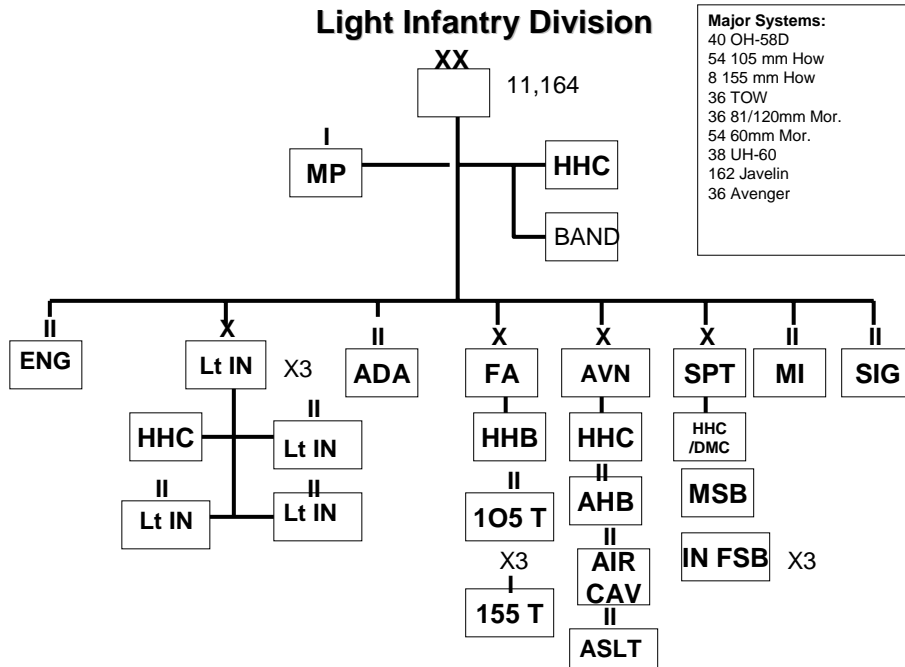 Light Infantry Division
Major Systems:
40 OH-58D
54 105 mm How
8 155 mm How
36 TOW
36 81/120mm Mor.
54 60mm Mor.
38 UH-60
162 Javelin
36 Avenger
XX
11,164
I
MP
HHC
BAND
II
ENG
X
Lt IN
X3
II
ADA
X
FA
X
AVN
X
SPT
II
MI
II
SIG
HHC
II
Lt IN
II
Lt IN
II
Lt IN
HHB
II
1O5 T
X3
I
155 T
HHC
II
AHB
II
AIR
CAV
II
ASLT
HHC
/DMC
MSB
IN FSB
X3